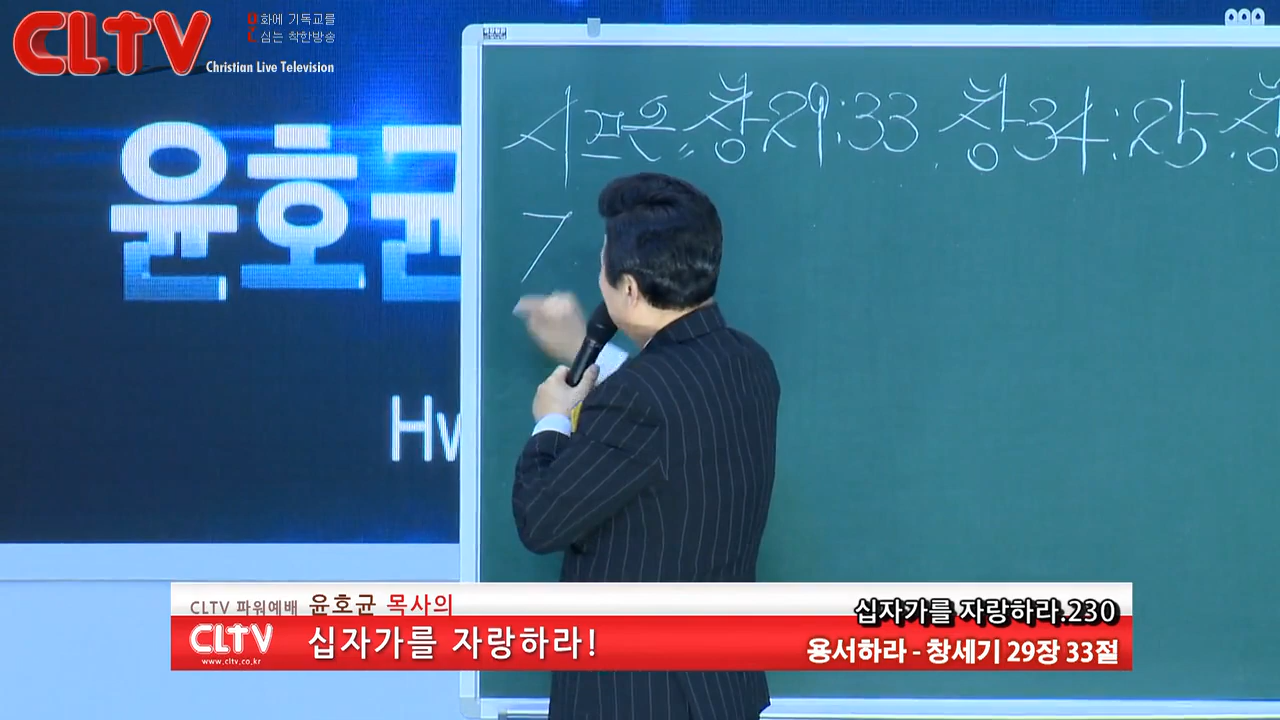 CLTV
문화에 기독교를
심는 착한방송
Christian Live Television
윤호균
Hw
시므온 창29:33 창34:25 창
7
CLTV 파워예배 윤호균 목사의
CLTV
www.cltv.co.kr
십자가를 자랑하라!
십자가를 자랑하라.230
용서하라 - 창세기 29장 33절